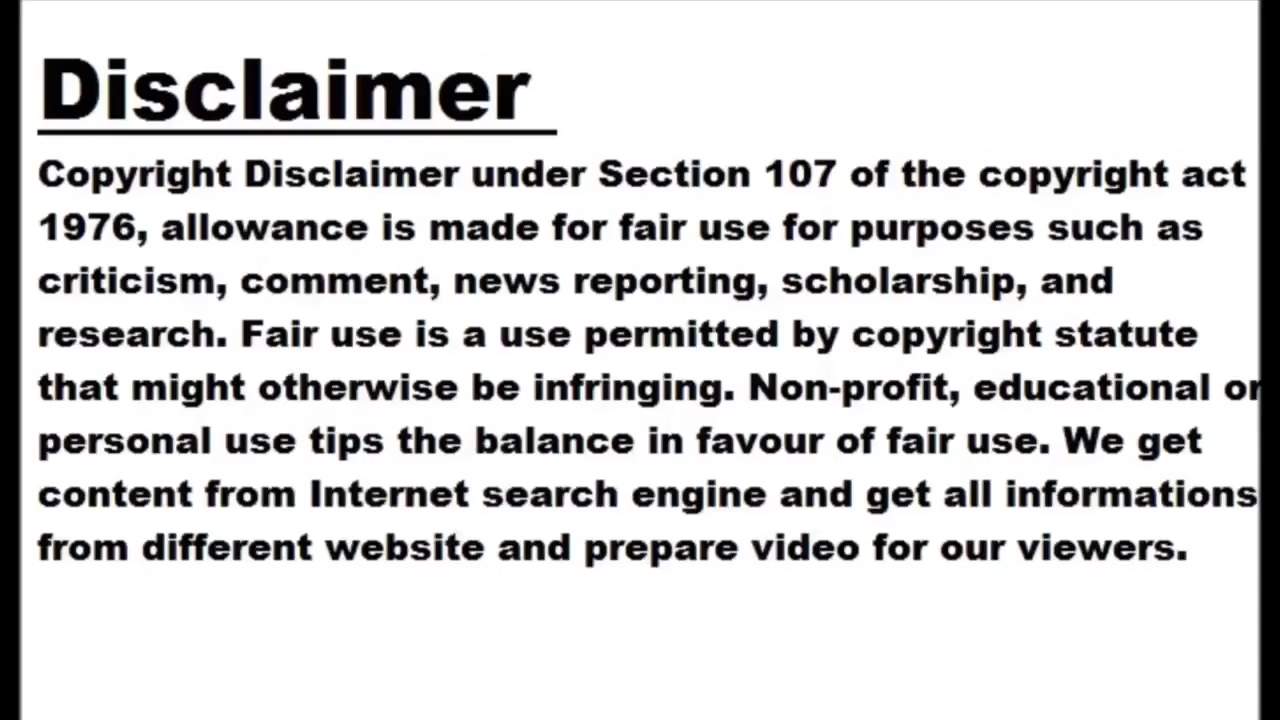 Disclaimer
Copyright Disclaimer under Section 107 of the copyright act
1976, allowance is made for fair use for purposes such as
criticism, comment, news reporting, scholarship, and
research. Fair use is a use permitted by copyright statute
that might otherwise be infringing. Non-profit, educational or
personal use tips the balance in favour of fair use. We get
content from Internet search engine and get all informations
from different website and prepare video for our viewers.